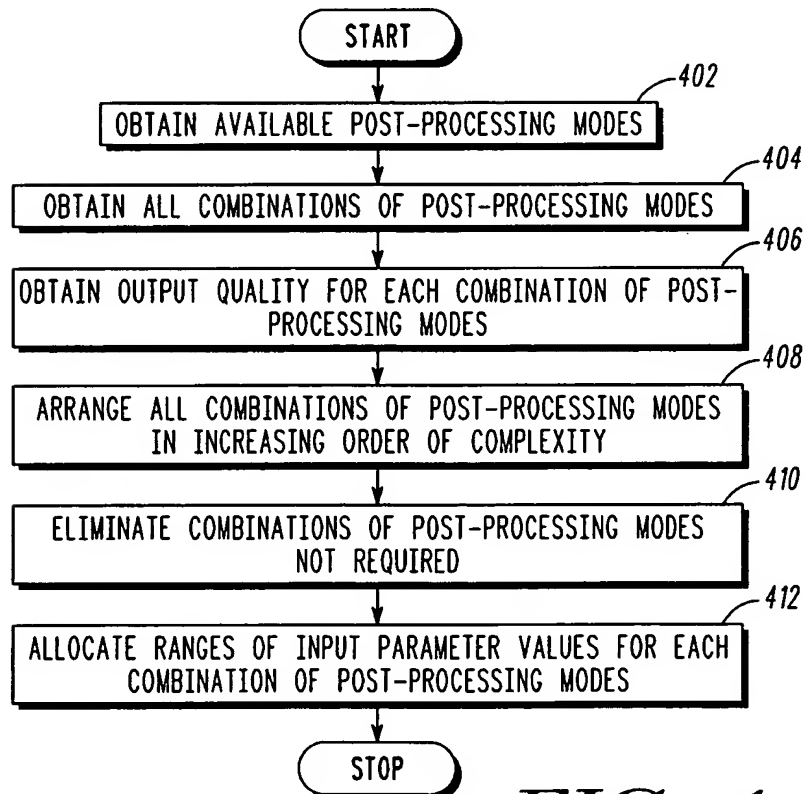 START
402
OBTAIN AVAILABLE POST-PROCESSING MODES
404
OBTAIN ALL COMBINATIONS OF POST-PROCESSING MODES
406
OBTAIN OUTPUT QUALITY FOR EACH COMBINATION OF POST-
PROCESSING MODES
408
ARRANGE ALL COMBINATIONS OF POST-PROCESSING MODES
IN INCREASING ORDER OF COMPLEXITY
410
ELIMINATE COMBINATIONS OF POST-PROCESSING MODES
NOT REQUIRED
412
ALLOCATE RANGES OF INPUT PARAMETER VALUES FOR EACH
COMBINATION OF POST-PROCESSING MODES
STOP